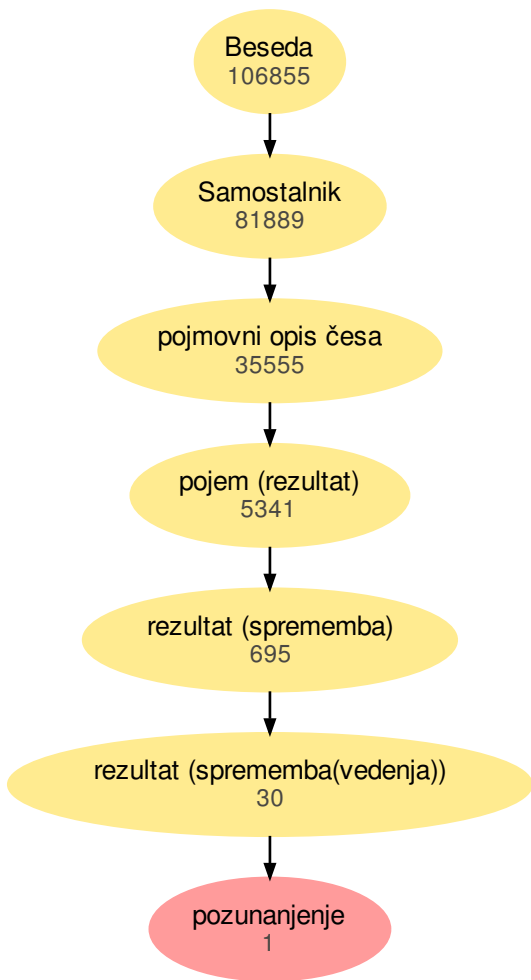 Beseda
106855
Samostalnik
81889
pojmovni opis česa
35555
pojem (rezultat)
5341
rezultat (sprememba)
695
rezultat (sprememba(vedenja))
30
pozunanjenje
1